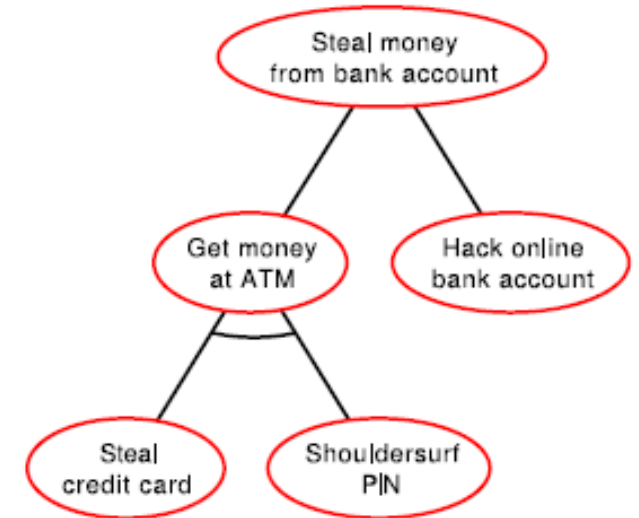 Steal money
from bank account
Get money
at ATM
Hack online
bank account
Steal
credit card
Shouldersurf
PIN